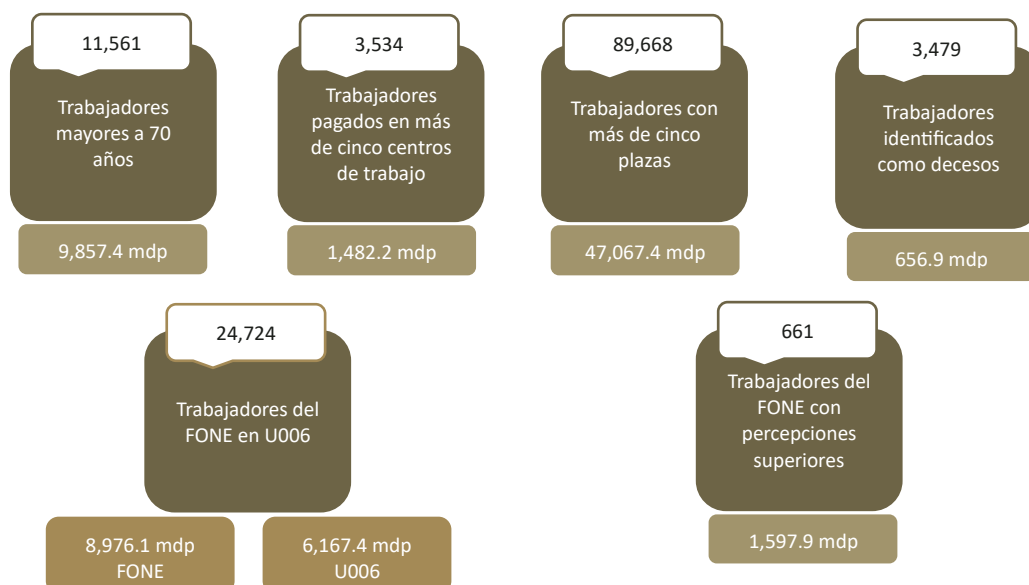 11,561
Trabajadores
mayores a 70
años
9,857.4 mdp
3,534
Trabajadores
pagados en más
de cinco centros
de trabajo
1,482.2 mdp
89,668
Trabajadores con
más de cinco
plazas
47,067.4 mdp
3,479
Trabajadores
identificados
como decesos
656.9 mdp
24,724
Trabajadores del
FONE en U006
8,976.1 mdp
FONE
6,167.4 mdp
U006
661
Trabajadores del
FONE con
percepciones
superiores
1,597.9 mdp